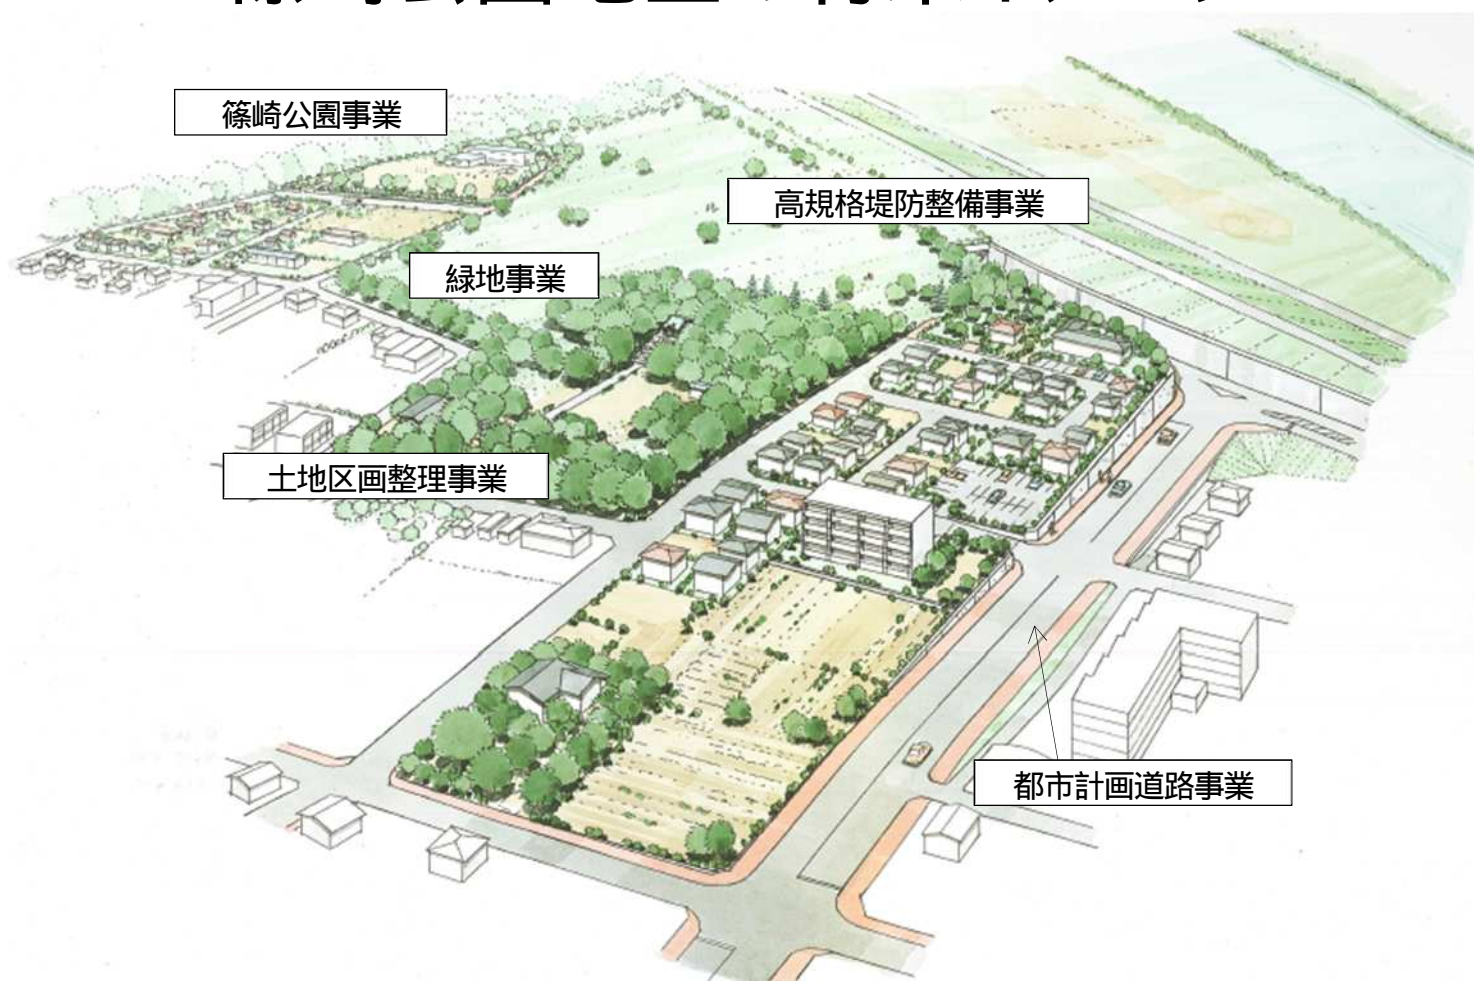 篠崎公園事業
高規格堤防整備事業
緑地事業
土地区画整理事業
都市計画道路事業